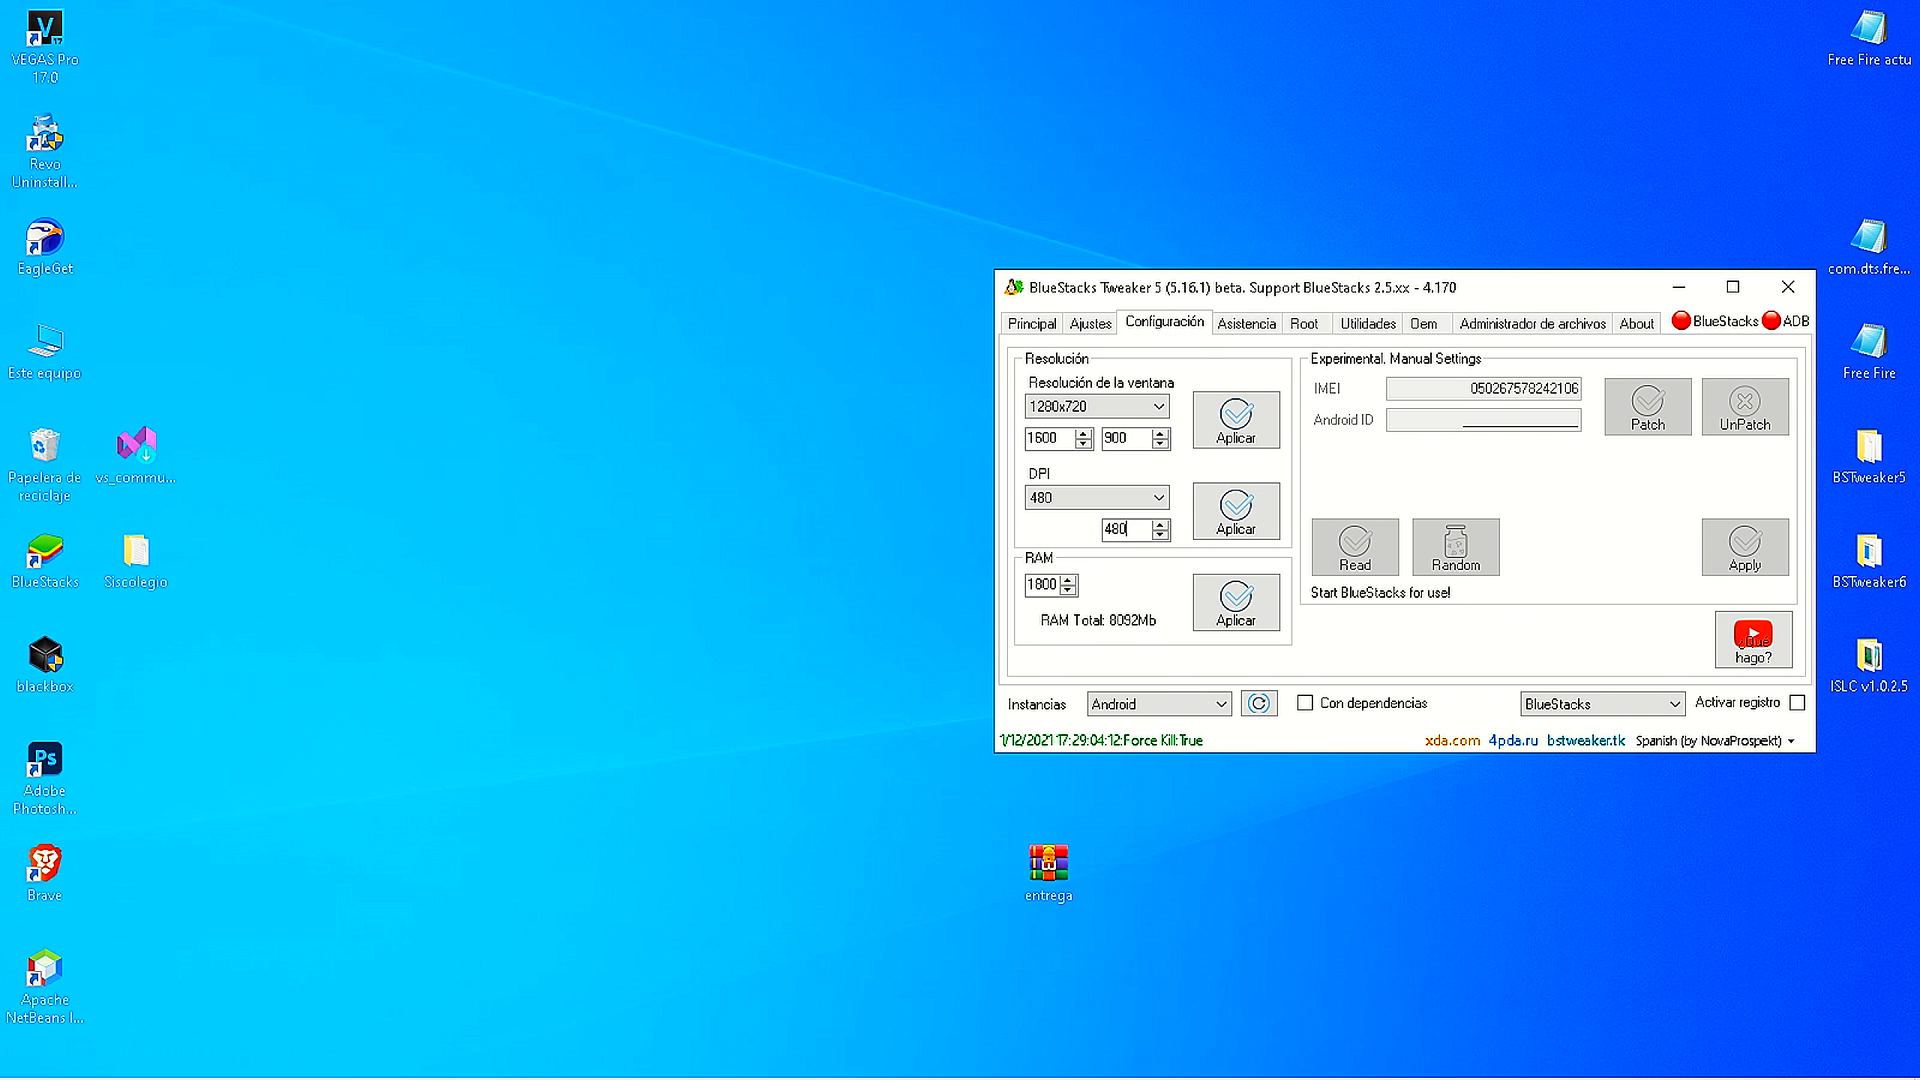 VEGAS Pro
17.0
Revo
Uninstall...
EagleGet
Este equipo
Papelera de
reciclaje
vs_commu...
BlueStacks
Siscolegio
blackbox
Adobe
Photosh...
Brave
Apache
NetBeans I...
BlueStacks Tweaker 5 (5.16.1) beta. Support BlueStacks 2.5.xx - 4.170
Principal
Ajustes
Configuración
Asistencia
Root
Utilidades
Oem
Administrador de archivos
About
BlueStacks
ADB
Resolución
Resolución de la ventana
1280x720
1600
900
Aplicar
DPI
480
480
Aplicar
RAM
1800
RAM Total: 8092Mb
Aplicar
Experimental. Manual Settings
IMEI
050267578242106
Android ID
Patch
UnPatch
Read
Random
Apply
Start BlueStacks for use!
¿Que
hago?
Instancias
Android
Con dependencias
BlueStacks
Activar registro
1/12/2021 17:29:04:12:Force Kill:True
xda.com
4pda.ru
bstweaker.tk
Spanish (by NovaProspekt)
entrega
Free Fire actu
com.dts.fre...
Free Fire
BSTweaker5
BSTweaker6
ISLC v1.0.2.5